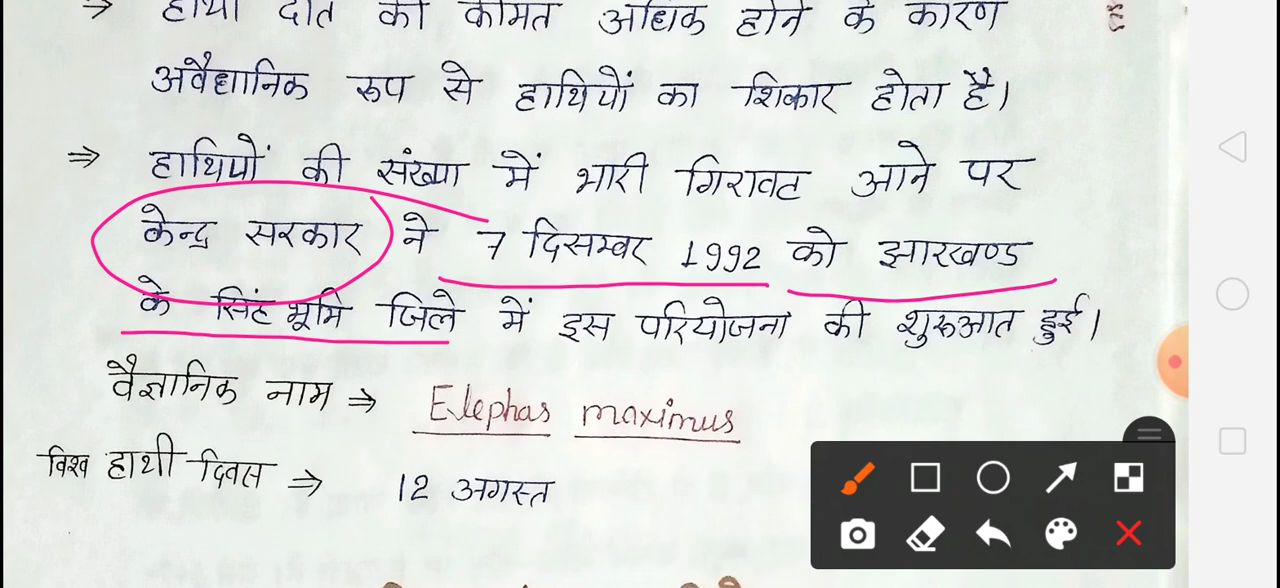 ⇒ हाथी दाँत की कीमत अधिक होने के कारण
अवैधानिक रूप से हाथियों का शिकार होता है।
⇒ हाथियों की संख्या में भारी गिरावट आने पर
केन्द्र सरकार ने 7 दिसम्बर 1992 को झारखण्ड
के सिंह भूमि जिले में इस परियोजना की शुरूआत हुई।
वैज्ञानिक नाम ⇒ Elephas maximus
विश्व हाथी दिवस ⇒ 12 अगस्त